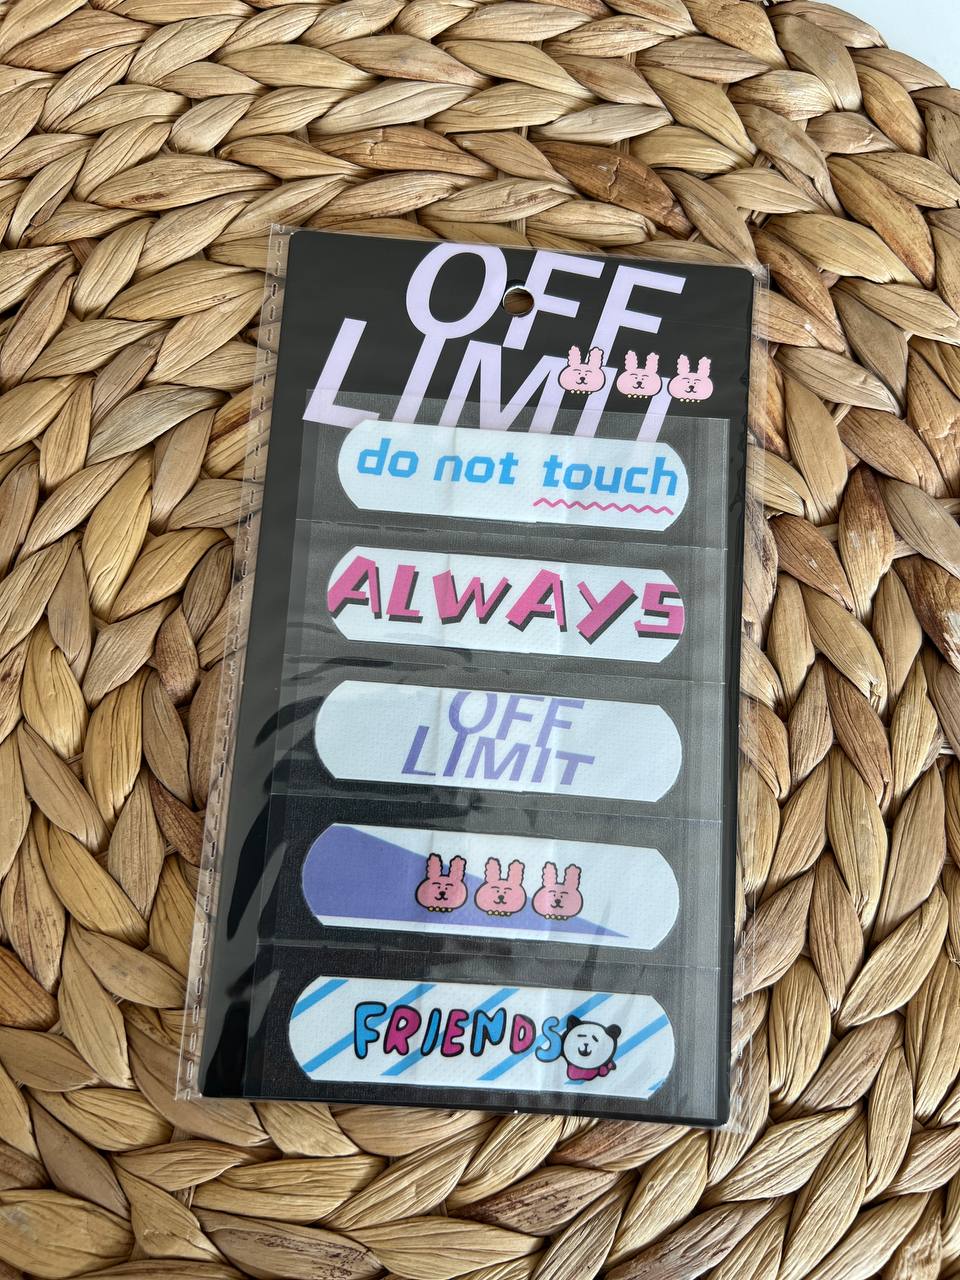 OFF
LIMIT
do not touch
ALWAYS
OFF
LIMIT
FRIENDS